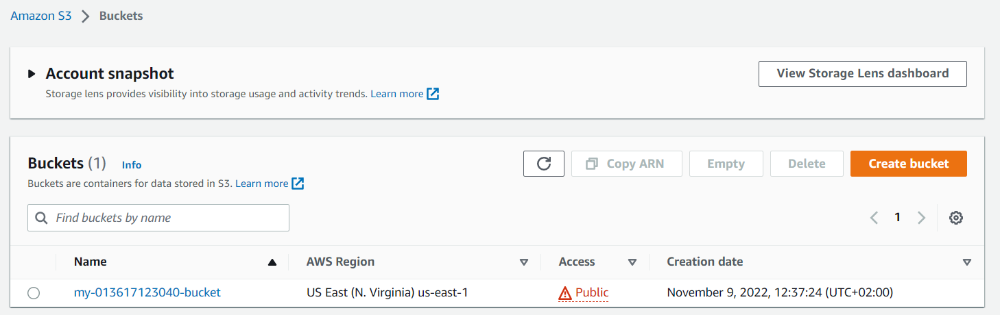 Amazon S3 > Buckets
Account snapshot
View Storage Lens dashboard
Storage lens provides visibility into storage usage and activity trends. Learn more
Buckets (1) Info
Copy ARN Empty Delete Create bucket
Buckets are containers for data stored in S3. Learn more
Find buckets by name
1
Name AWS Region Access Creation date
my-013617123040-bucket US East (N. Virginia) us-east-1 Public November 9, 2022, 12:37:24 (UTC+02:00)